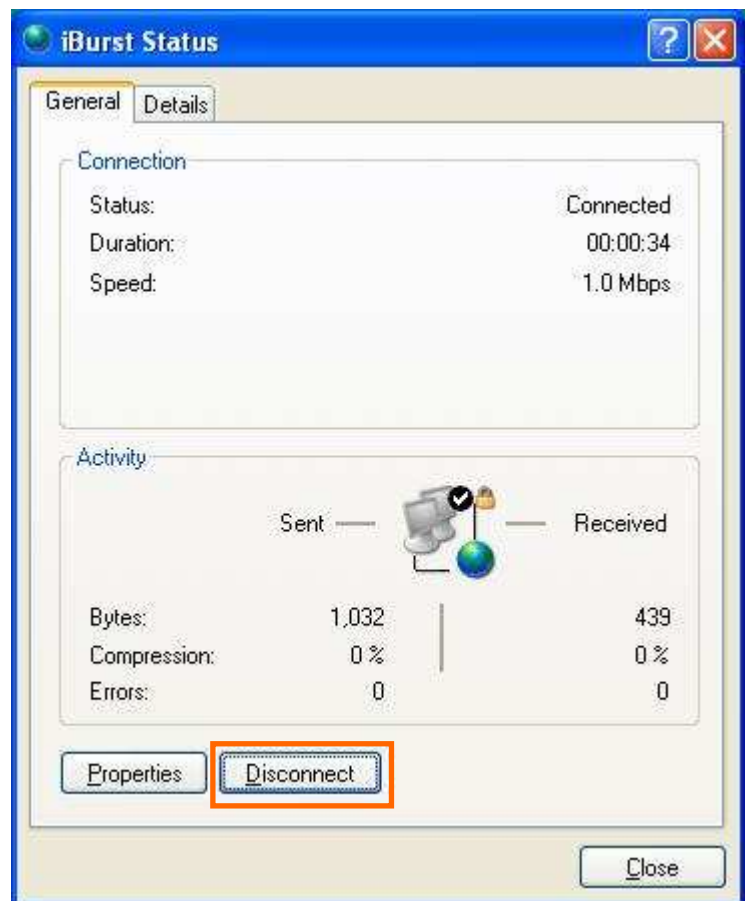 iBurst Status
General Details
Connection
Status: Connected
Duration: 00:00:34
Speed: 1.0 Mbps
Activity
Sent Received
Bytes: 1,032 439
Compression: 0 % 0 %
Errors: 0 0
Properties Disconnect
Close